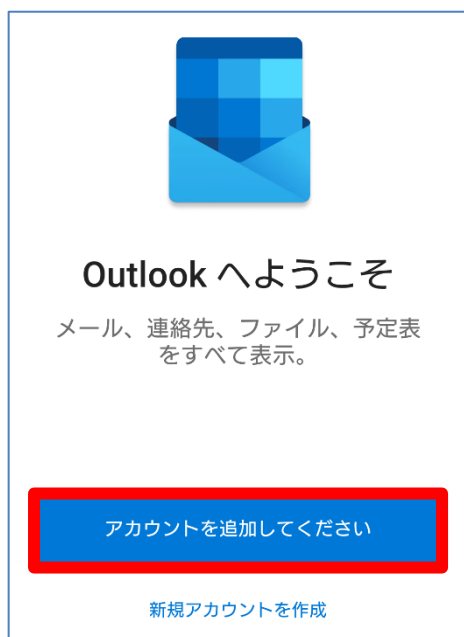 Outlook へようこそ
メール、連絡先、ファイル、予定表
をすべて表示。
アカウントを追加してください
新規アカウントを作成